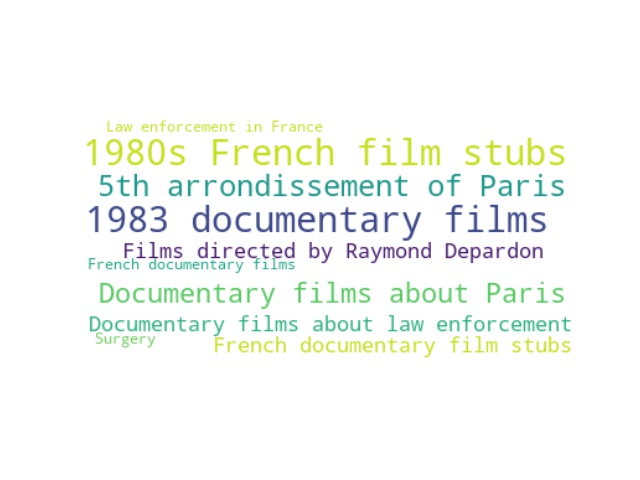 Law enforcement in France
1980s French film stubs
5th arrondissement of Paris
1983 documentary films
Films directed by Raymond Depardon
French documentary films
Documentary films about Paris
Documentary films about law enforcement
Surgery
French documentary film stubs